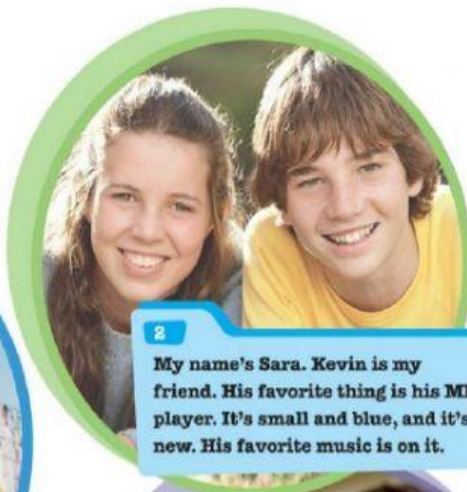 2
My name's Sara. Kevin is my
friend. His favorite thing is his
player. It's small and blue, and it's
new. His favorite music is on it.